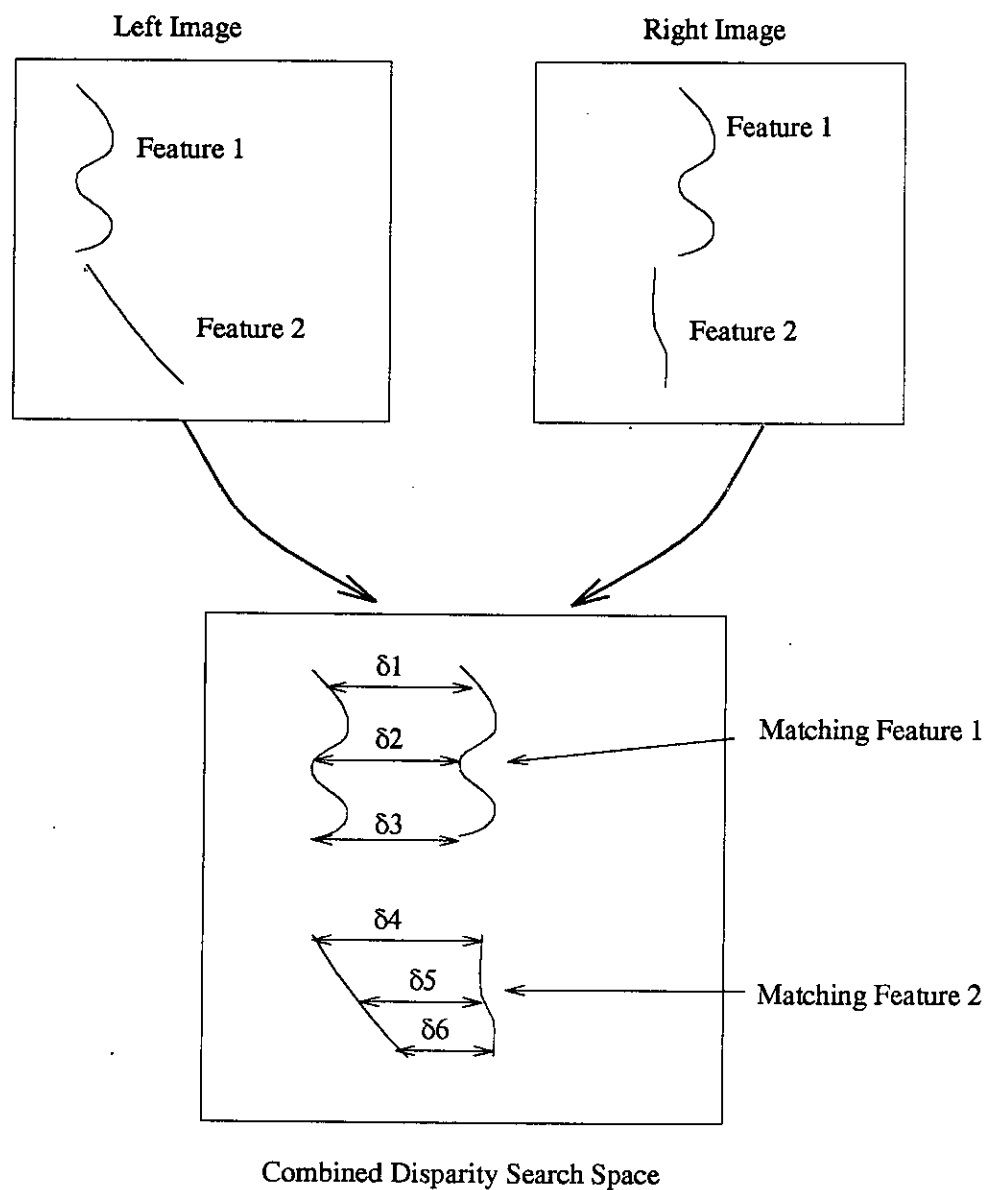 Left Image
Right Image
Feature 1
Feature 1
Feature 2
Feature 2
δ1
δ2
Matching Feature 1
δ3
δ4
δ5
Matching Feature 2
δ6
Combined Disparity Search Space